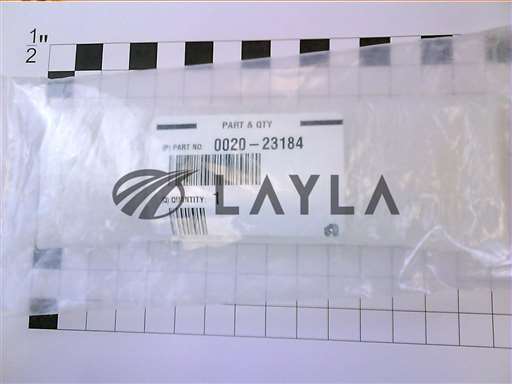 1"
2
PART & QTY
(P) PART NO: 0020-23184
(Q) QUANTITY: 1
LAYLA